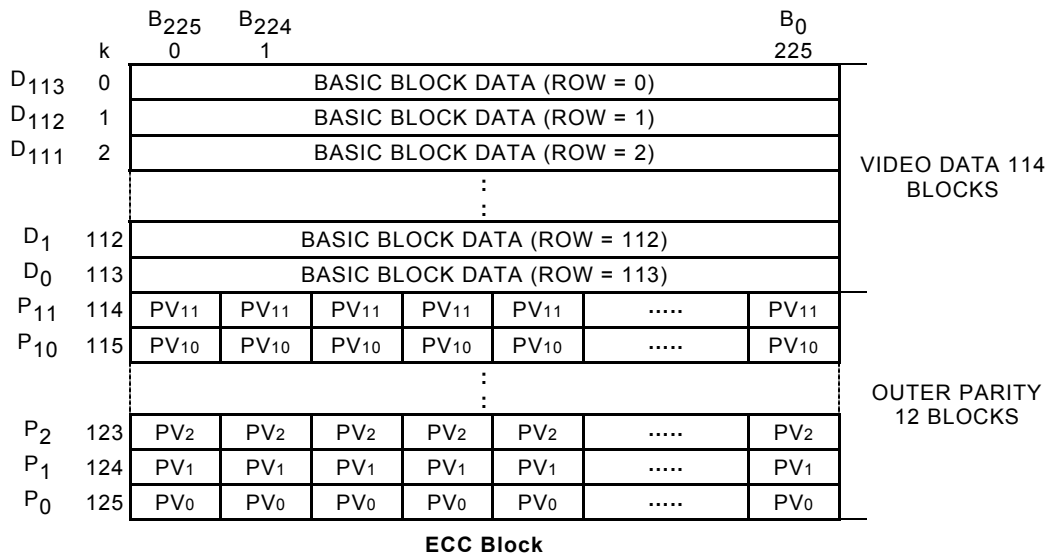 B225 B224 B0
k 0 1 225
D113 0 BASIC BLOCK DATA (ROW = 0)
D112 1 BASIC BLOCK DATA (ROW = 1)
D111 2 BASIC BLOCK DATA (ROW = 2)
VIDEO DATA 114
BLOCKS
:
:
D1 112 BASIC BLOCK DATA (ROW = 112)
D0 113 BASIC BLOCK DATA (ROW = 113)
P11 114 PV11 PV11 PV11 PV11 PV11 ..... PV11
P10 115 PV10 PV10 PV10 PV10 PV10 ..... PV10
:
:
OUTER PARITY
12 BLOCKS
P2 123 PV2 PV2 PV2 PV2 PV2 ..... PV2
P1 124 PV1 PV1 PV1 PV1 PV1 ..... PV1
P0 125 PV0 PV0 PV0 PV0 PV0 ..... PV0
ECC Block